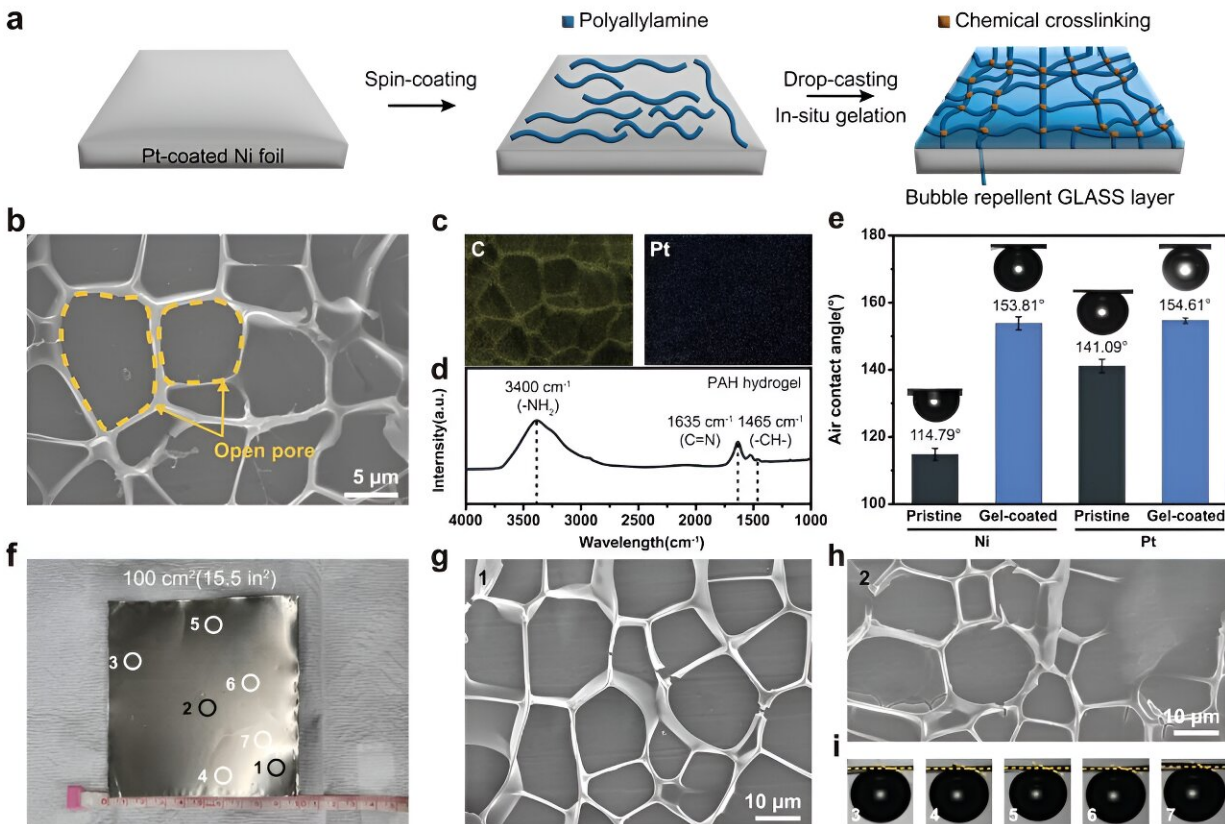 a
Polyallylamine
Chemical crosslinking
Spin-coating
Drop-casting
In-situ gelation
Pt-coated Ni foil
Bubble repellent GLASS layer
b
Open pore
5 μm
c
C
Pt
d
3400 cm⁻¹
(-NH₂)
PAH hydrogel
1635 cm⁻¹
(C=N)
1465 cm⁻¹
(-CH-)
Internsity(a.u.)
4000 3500 3000 2500 2000 1500 1000
Wavelength(cm⁻¹)
e
Air contact angle(°)
180
160
140
120
100
114.79°
153.81°
141.09°
154.61°
Pristine Gel-coated Pristine Gel-coated
Ni Pt
f
100 cm²(15.5 in²)
5
3
6
2
7
4
1
g
1
10 μm
h
2
10 μm
i
3
4
5
6
7